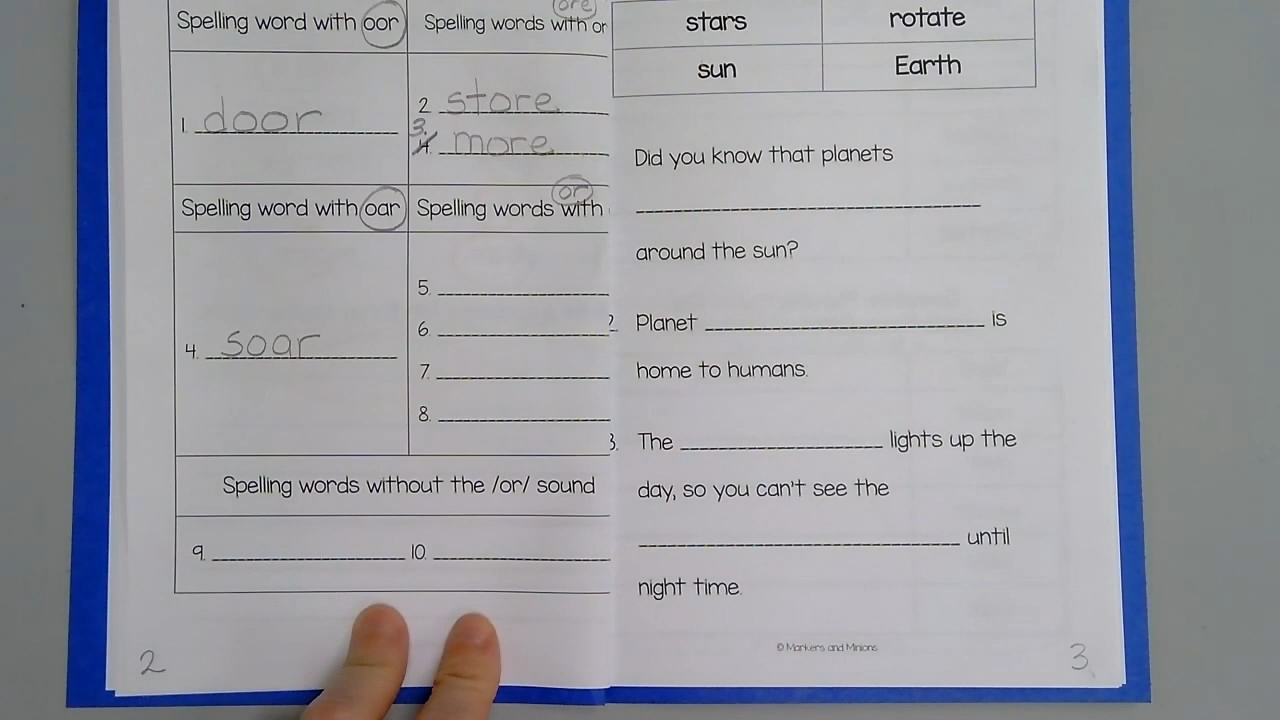 Spelling word with oor
ore
Spelling words with or
1. door
2 store
3. 4. more
Spelling word with oar
or
Spelling words with
4. soar
5.
6.
7.
8.
Spelling words without the /or/ sound
9.
10.
2
stars
rotate
sun
Earth
Did you know that planets
around the sun?
2. Planet is
home to humans.
3. The lights up the
day, so you can't see the
until
night time.
© Markers and Minions
3.